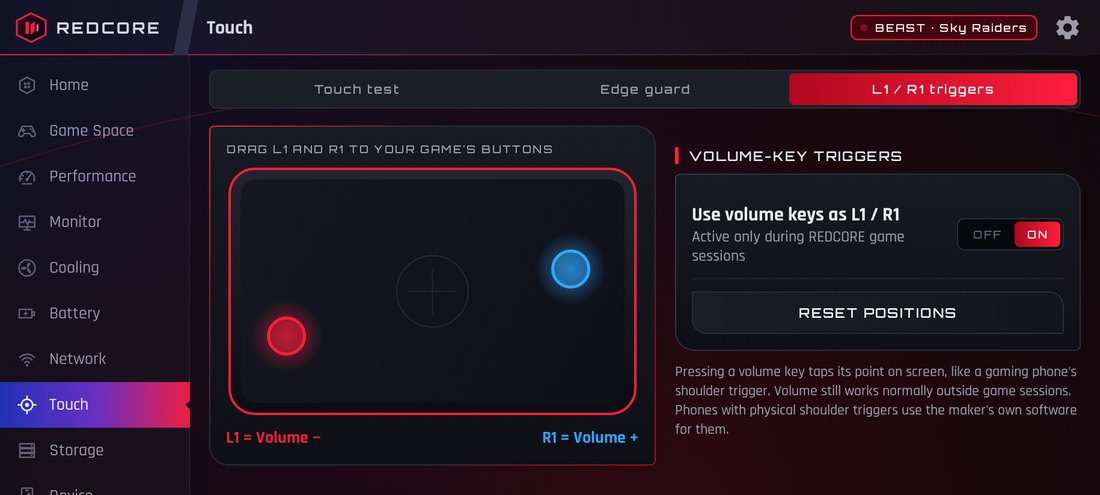 REDCORE
Touch
BEAST · Sky Raiders
Home
Game Space
Performance
Monitor
Cooling
Battery
Network
Touch
Storage
Device
Touch test
Edge guard
L1 / R1 triggers
DRAG L1 AND R1 TO YOUR GAME'S BUTTONS
L1 = Volume −
R1 = Volume +
VOLUME-KEY TRIGGERS
Use volume keys as L1 / R1
Active only during REDCORE game
sessions
OFF
ON
RESET POSITIONS
Pressing a volume key taps its point on screen, like a gaming phone's
shoulder trigger. Volume still works normally outside game sessions.
Phones with physical shoulder triggers use the maker's own software
for them.